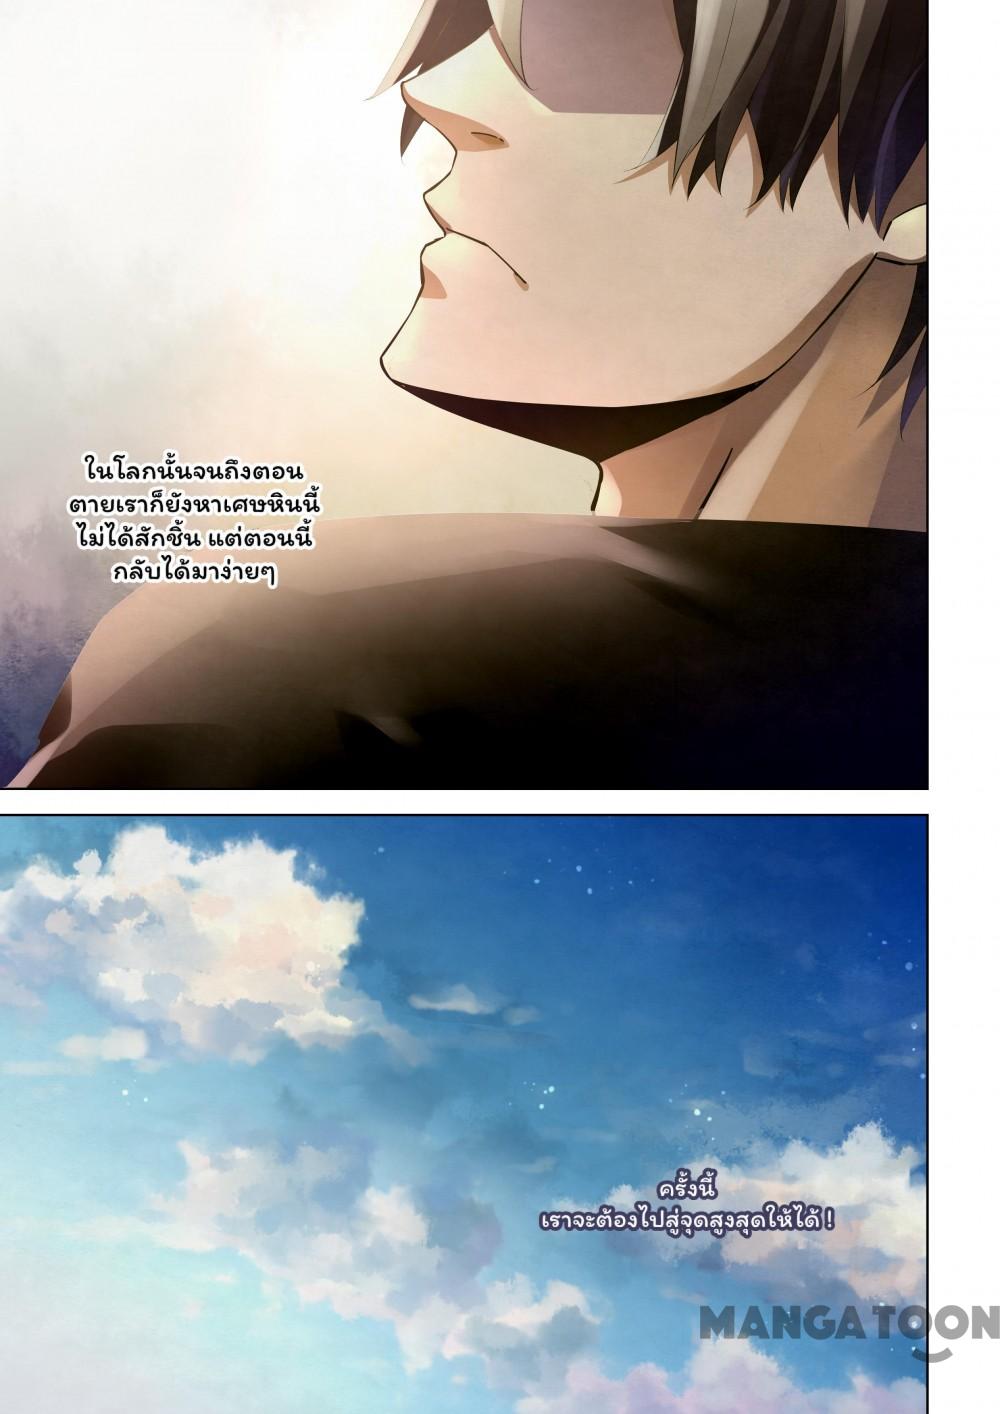 ในโลกนั้นจนถึงตอน
ตายเราก็ยังหาเศษหินนี้
ไม่ได้สักชิ้น แต่ตอนนี้
กลับได้มาง่ายๆ
ครั้งนี้
เราจะต้องไปสู่จุดสูงสุดให้ได้ !
MANGATOON